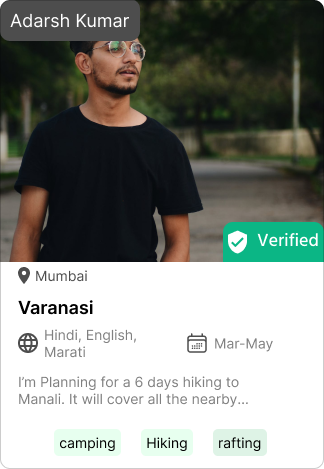 Adarsh Kumar
Verified
Mumbai
Varanasi
Hindi, English,
Marati
Mar-May
I’m Planning for a 6 days hiking to
Manali. It will cover all the nearby...
camping
Hiking
rafting